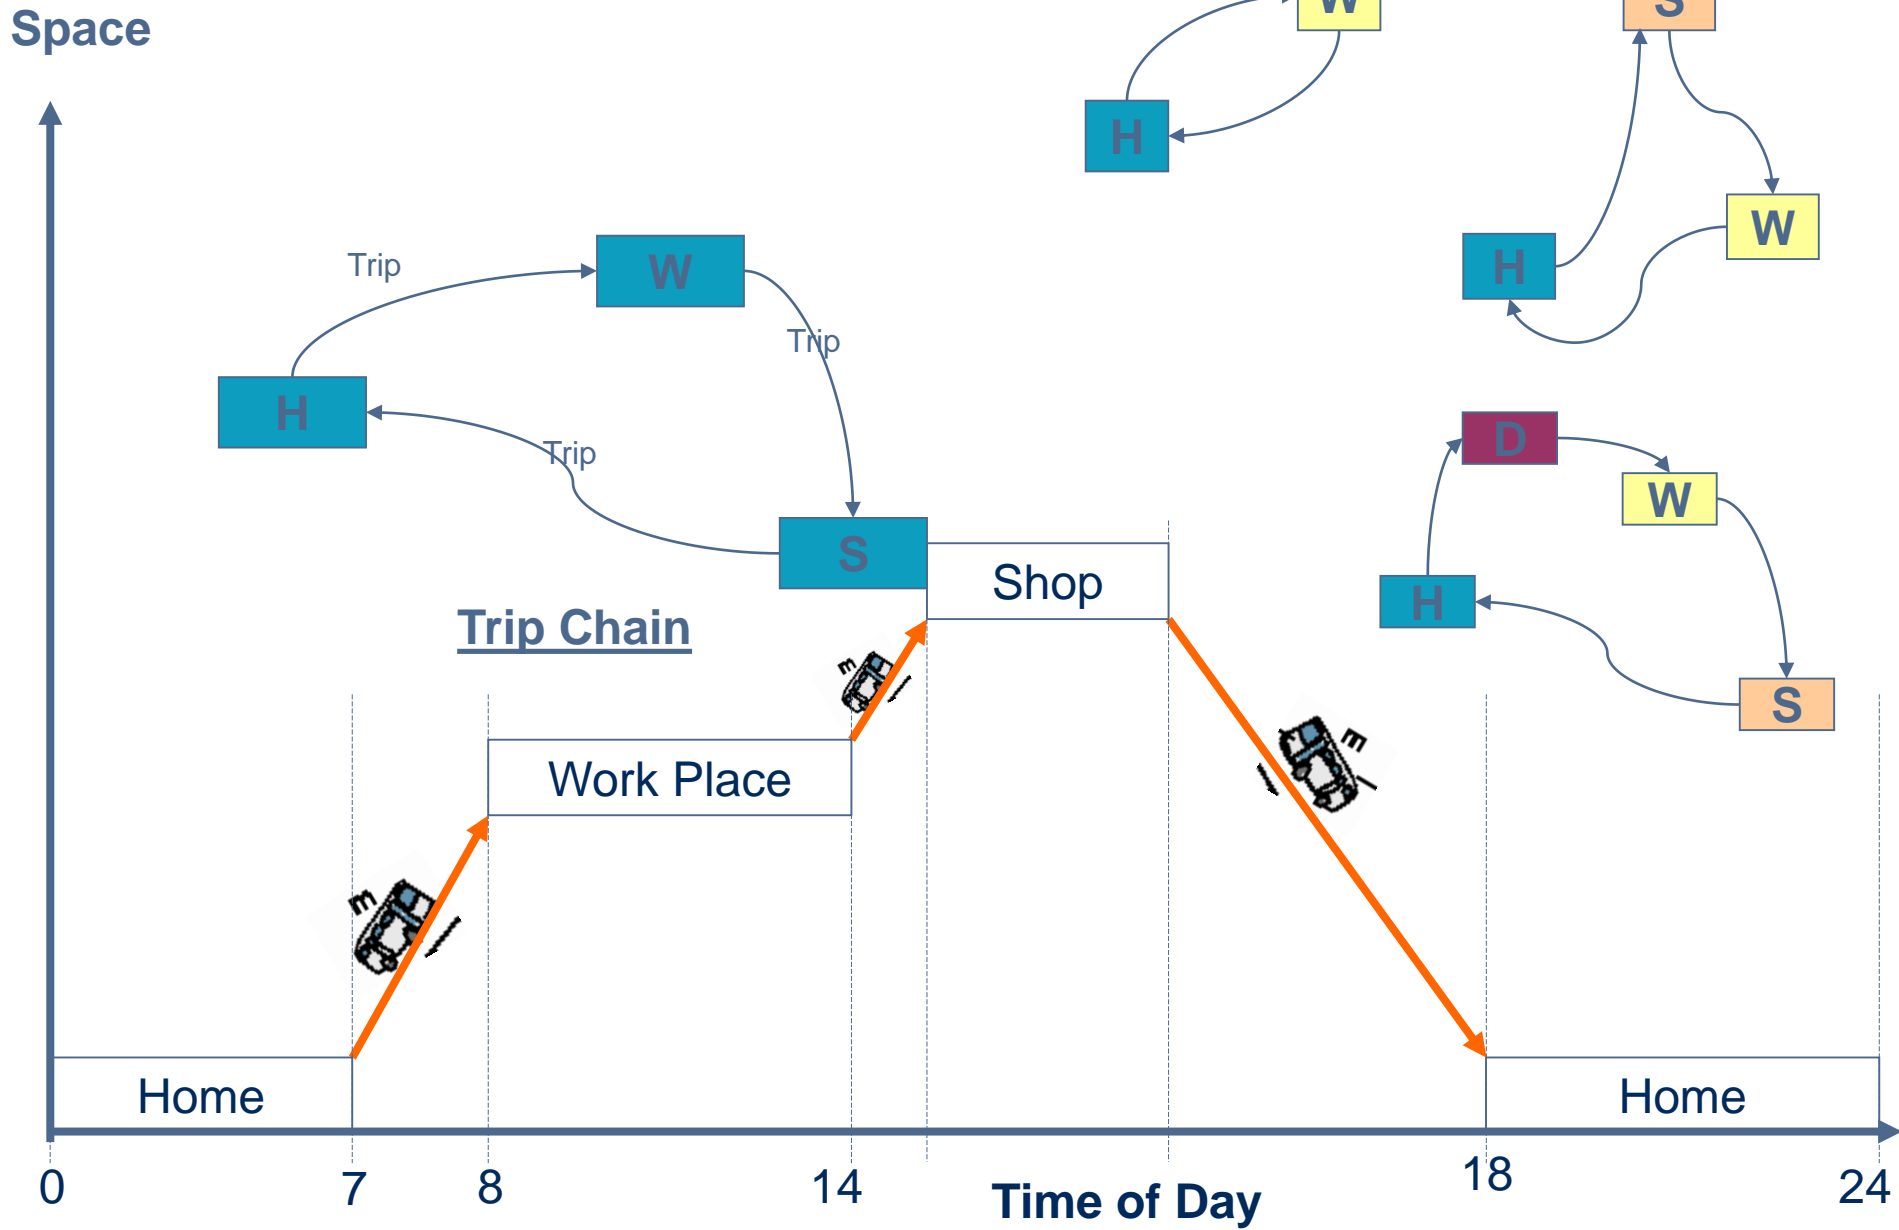 Space
W
S
H
W
H
Trip
W
Trip
H
Trip
D
W
S
Shop
H
Trip Chain
S
Work Place
Home
Home
0
7
8
14
18
24
Time of Day